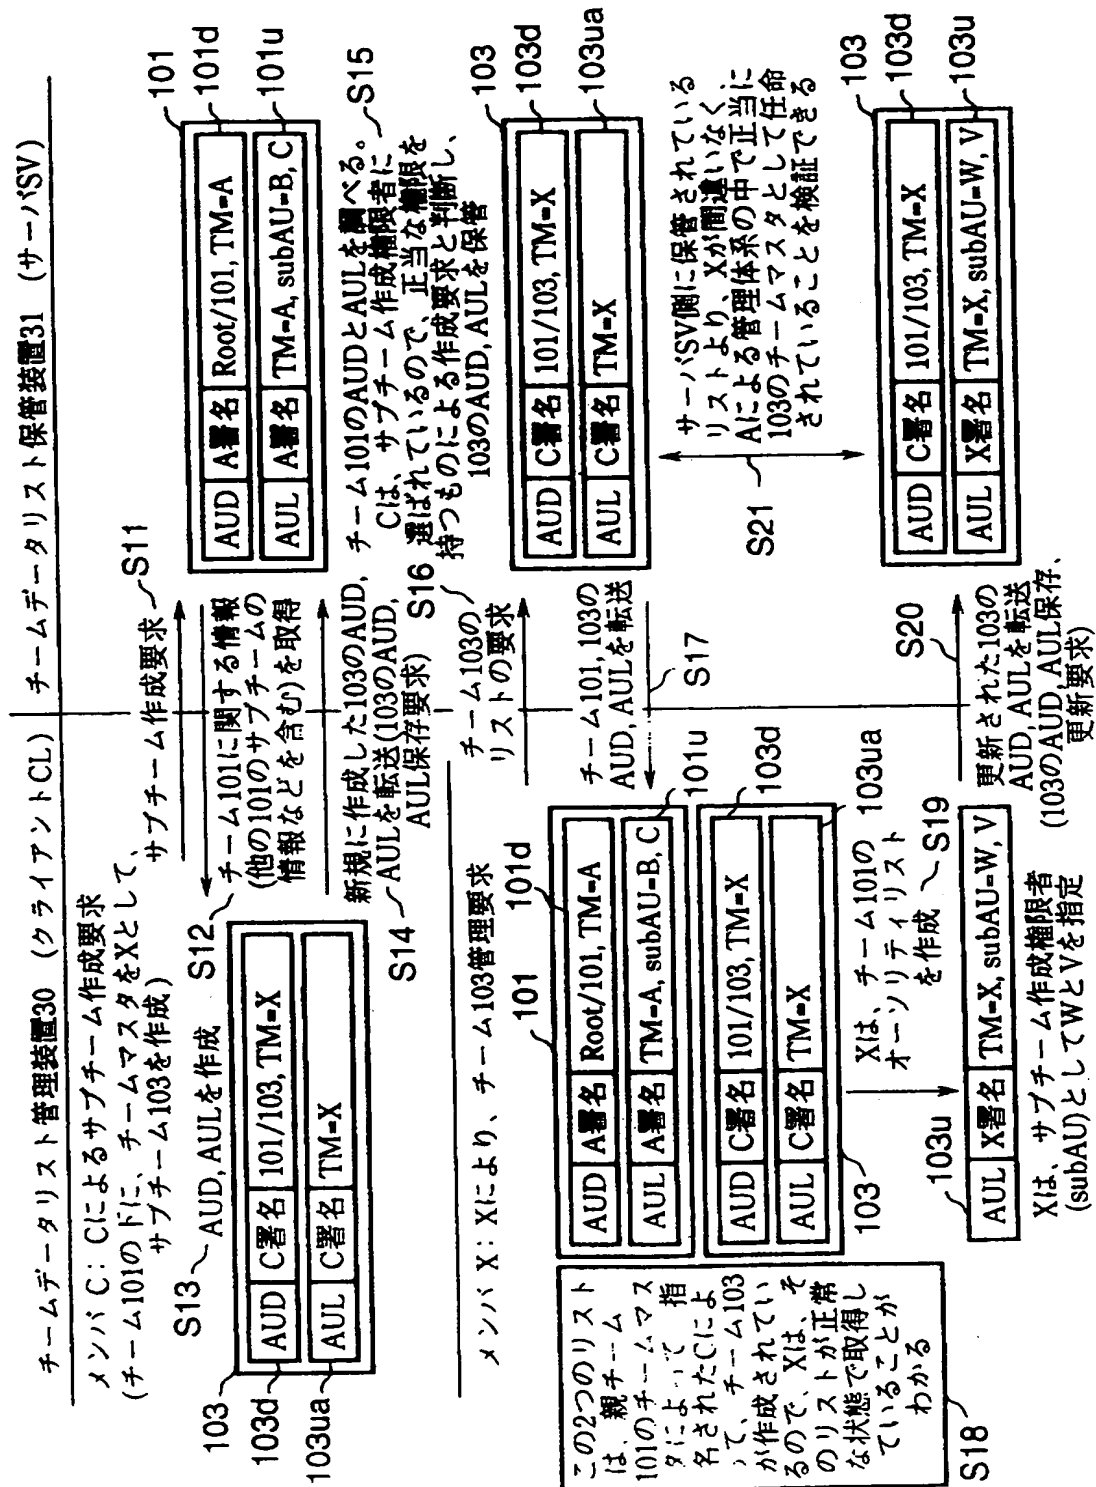 チームデータリスト管理装置30 (クライアントCL)
チームデータリスト保管装置31 (サーバSV)
メンバ C:Cによるサブチーム作成要求
(チーム101の下に、チームマスタをXとして、
サブチーム103を作成)
サブチーム作成要求
S11
S12
チーム101に関する情報
(他の101のサブチームの
情報などを含む)を取得
101
101d
101u
AUD A署名 Root/101, TM=A
AUL A署名 TM=A, subAU=B, C
S13
AUD, AULを作成
103
103d
103ua
AUD C署名 101/103, TM=X
AUL C署名 TM=X
新規に作成した103のAUD,
AULを転送(103のAUD,
AUL保存要求)
S14
S15
チーム101のAUDとAULを調べる。
Cは、サブチーム作成権限者に
選ばれているので、正当な権限を
持つものによる作成要求と判断し、
103のAUD, AULを保管
メンバ X:Xにより、チーム103管理要求
S16
チーム103の
リストの要求
103
103d
103ua
AUD C署名 101/103, TM=X
AUL C署名 TM=X
チーム101, 103の
AUD, AULを転送
S17
101
101d
101u
AUD A署名 Root/101, TM=A
AUL A署名 TM=A, subAU=B, C
103d
103ua
103
AUD C署名 101/103, TM=X
AUL C署名 TM=X
この2つのリスト
は、親チーム
101のチームマス
タによって 指
名されたCによ
って、チーム103
が作成されてい
るので、Xは、そ
のリストが正常
な状態で取得し
ていることが
わかる
S18
Xは、チーム101の
オーソリティリスト
を作成
S19
103u
AUL X署名 TM=X, subAU=W, V
Xは、サブチーム作成権限者
(subAU)としてWとVを指定
S20
更新された103の
AUD, AULを転送
(103のAUD, AUL保存、
更新要求)
S21
サーバSV側に保管されている
リストより、Xが間違いなく、
Aによる管理体系の中で正当に
103のチームマスタとして任命
されていることを検証できる
103
103d
103u
AUD C署名 101/103, TM=X
AUL X署名 TM=X, subAU=W, V